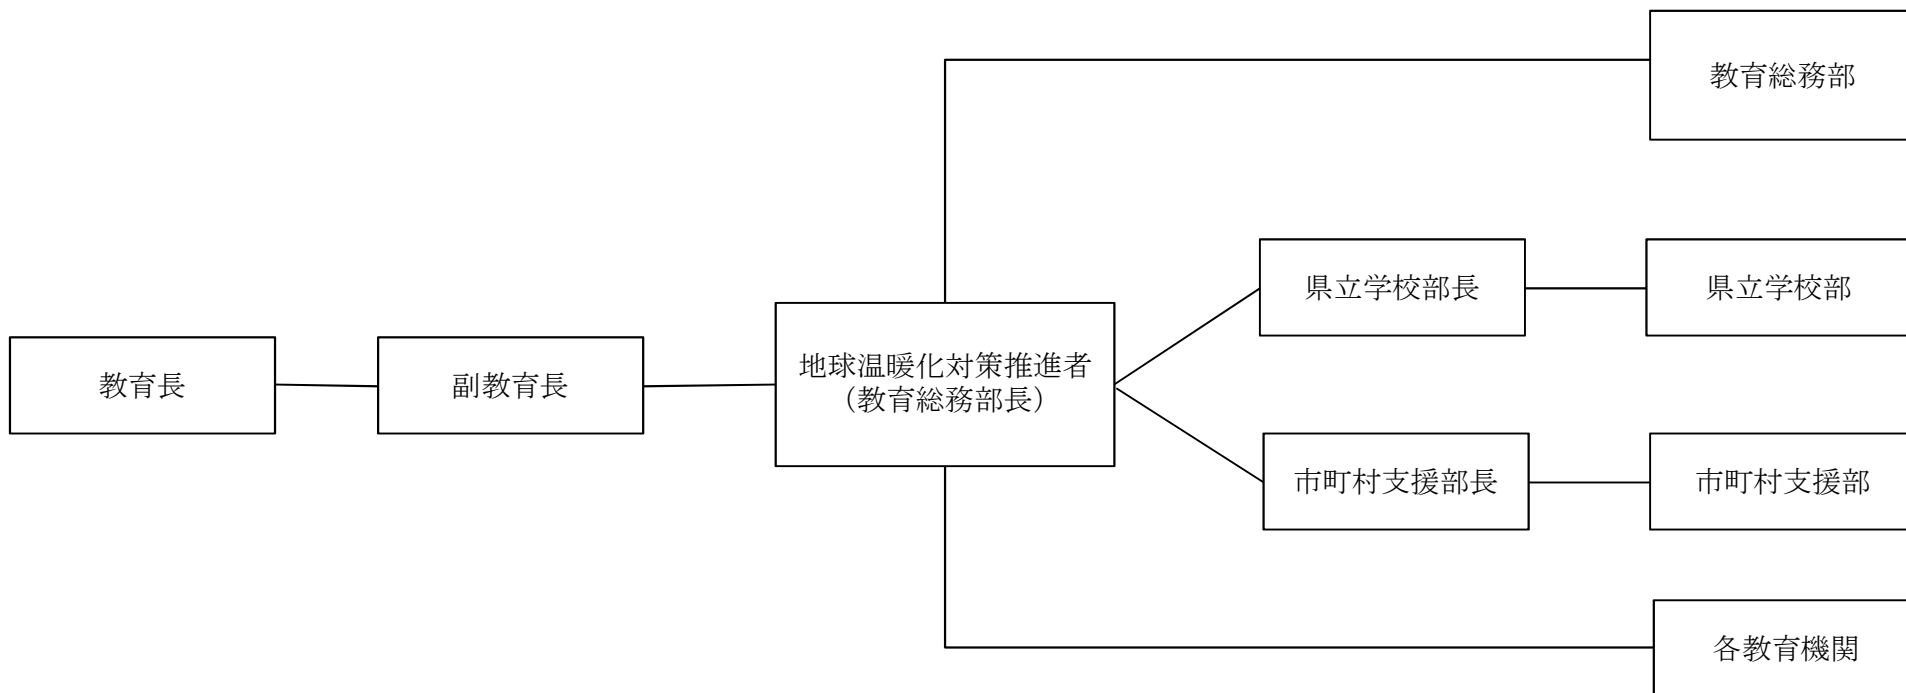 教育総務部
県立学校部長
県立学校部
教育長
副教育長
地球温暖化対策推進者
（教育総務部長）
市町村支援部長
市町村支援部
各教育機関